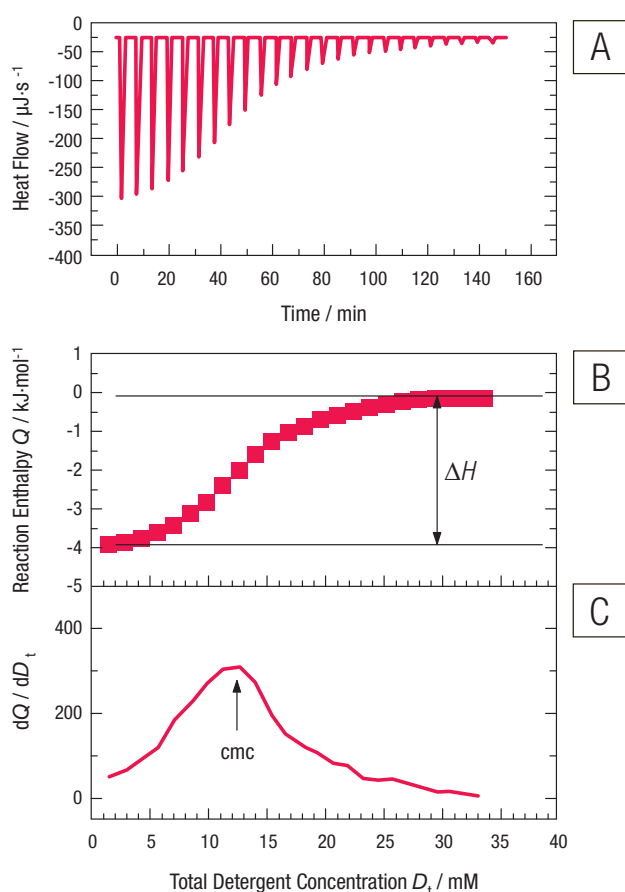 A
Heat Flow / µJ·s⁻¹
0
-50
-100
-150
-200
-250
-300
-350
-400
0 20 40 60 80 100 120 140 160
Time / min
B
Reaction Enthalpy Q / kJ·mol⁻¹
1
0
-1
-2
-3
-4
-5
ΔH
C
dQ / dDₜ
400
200
0
cmc
0 5 10 15 20 25 30 35 40
Total Detergent Concentration Dₜ / mM